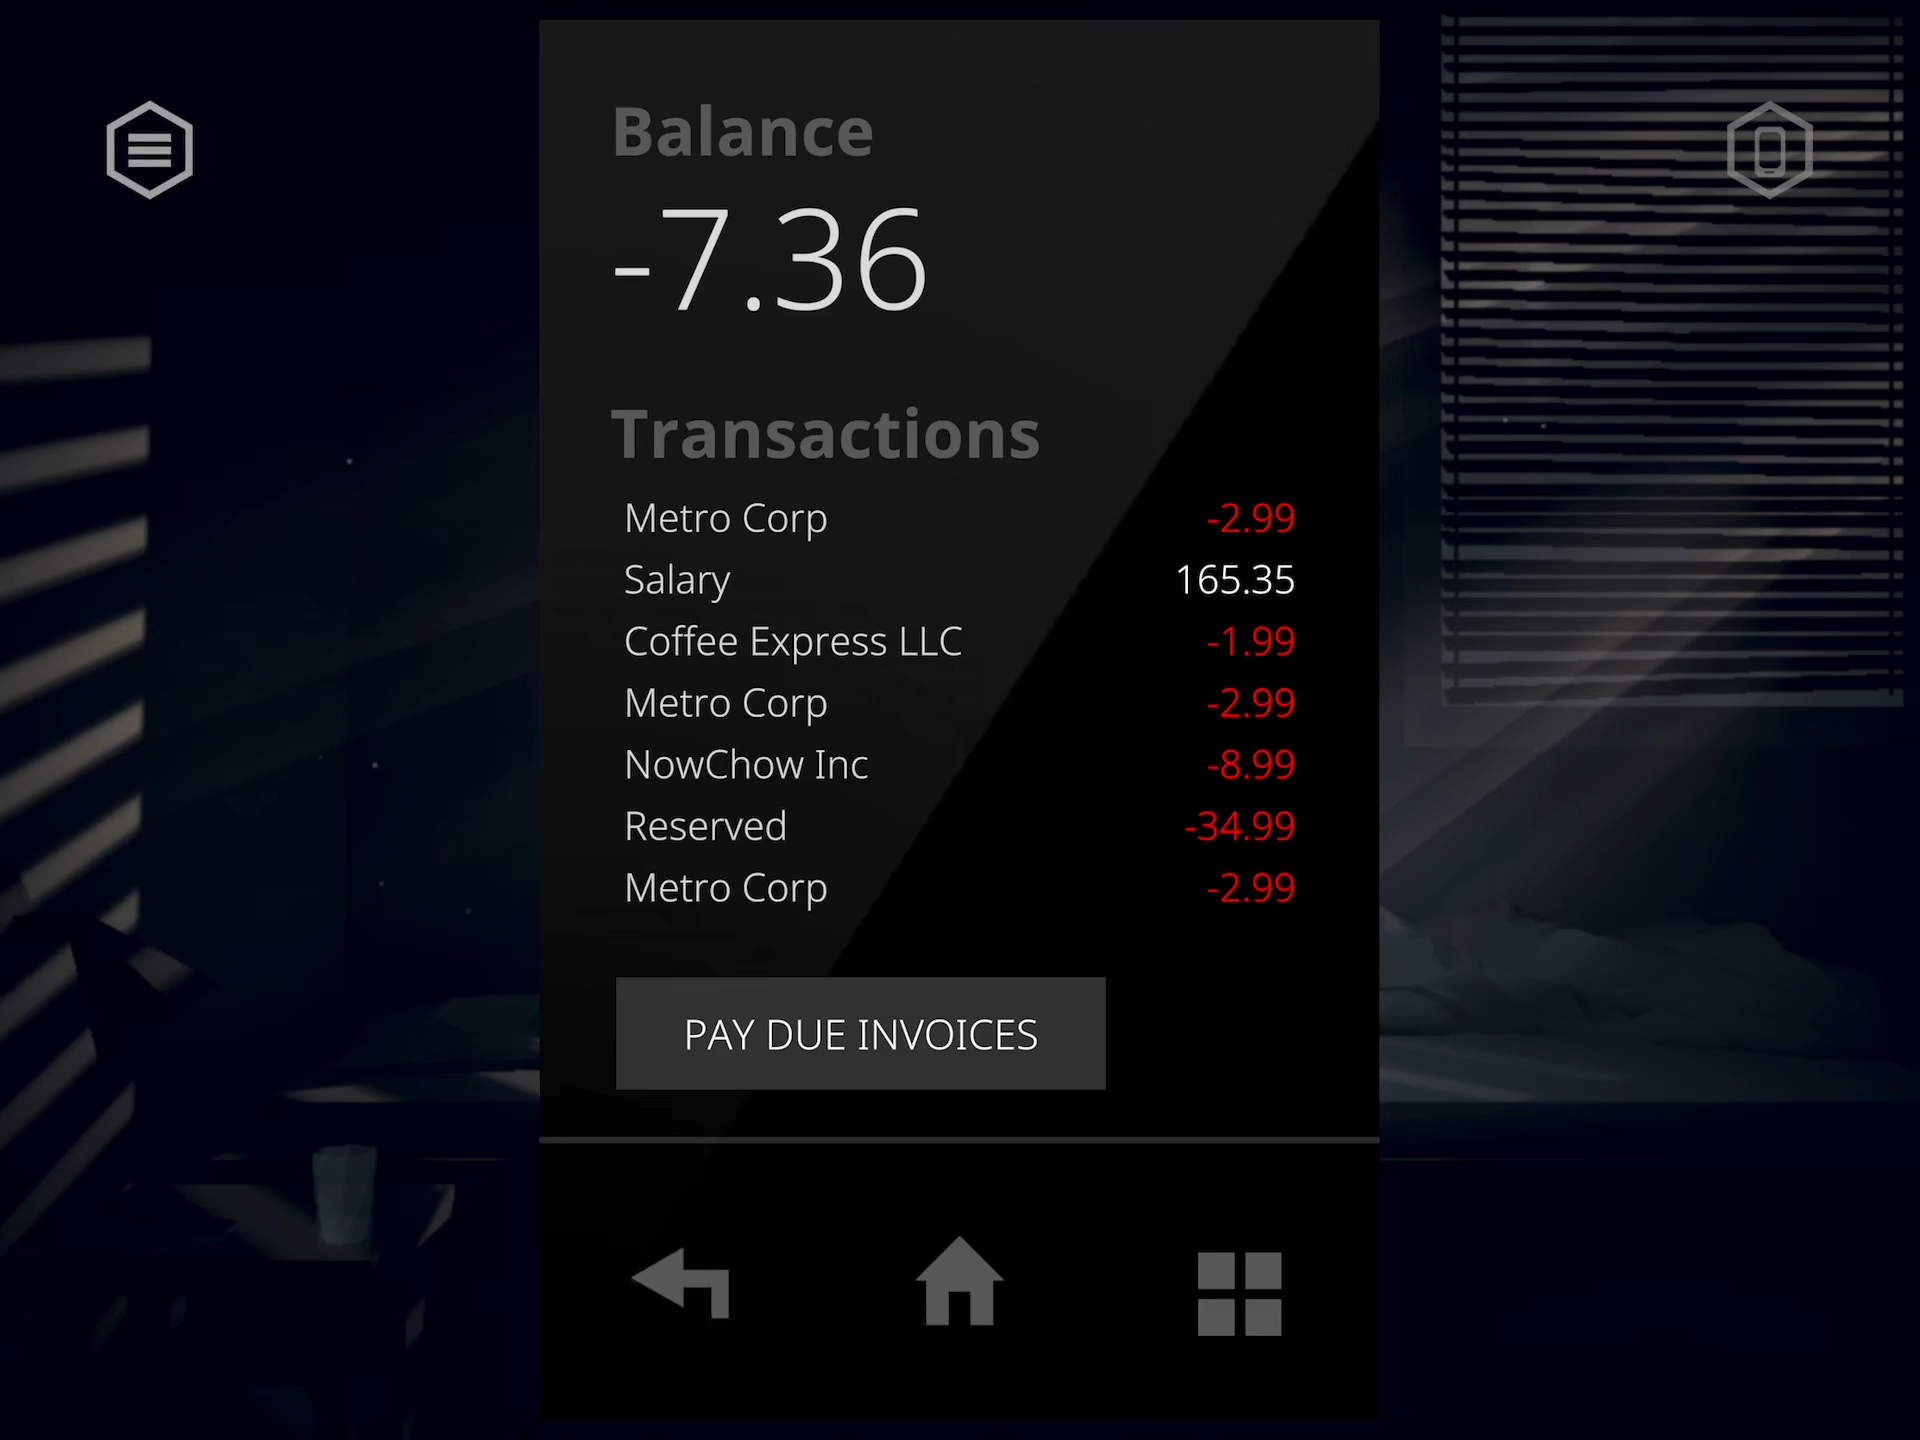 Balance
-7.36
Transactions
Metro Corp -2.99
Salary 165.35
Coffee Express LLC -1.99
Metro Corp -2.99
NowChow Inc -8.99
Reserved -34.99
Metro Corp -2.99
PAY DUE INVOICES